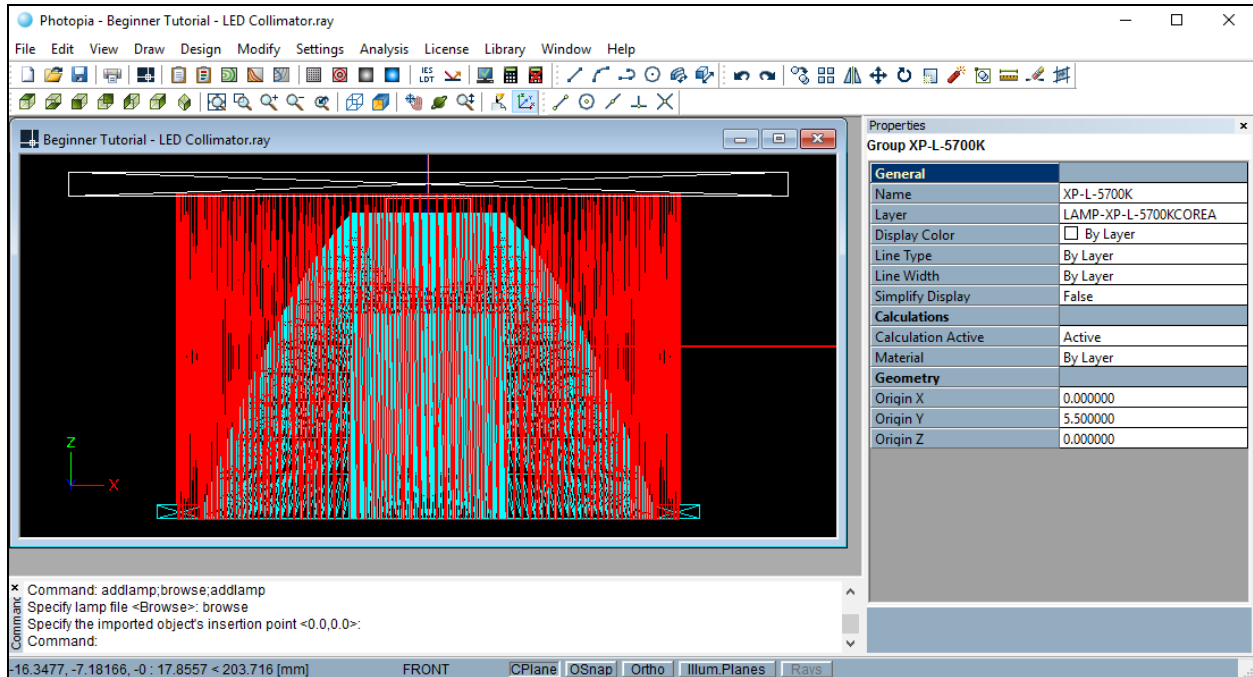 Photopia - Beginner Tutorial - LED Collimator.ray
File Edit View Draw Design Modify Settings Analysis License Library Window Help
IES
LDT
Beginner Tutorial - LED Collimator.ray
Z
X
Command: addlamp;browse;addlamp
Specify lamp file <Browse>: browse
Specify the imported object's insertion point <0.0,0.0>:
Command:
Command
Properties
Group XP-L-5700K
General
Name XP-L-5700K
Layer LAMP-XP-L-5700KCOREA
Display Color By Layer
Line Type By Layer
Line Width By Layer
Simplify Display False
Calculations
Calculation Active Active
Material By Layer
Geometry
Origin X 0.000000
Origin Y 5.500000
Origin Z 0.000000
-16.3477, -7.18166, -0 : 17.8557 < 203.716 [mm] FRONT CPlane OSnap Ortho Illum.Planes Rays